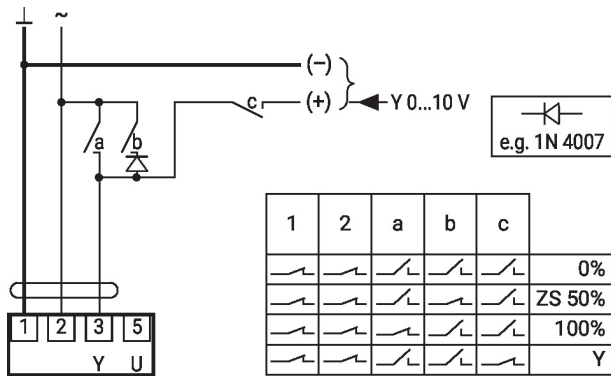 ⊥ ~
(−)
c (+) Y 0...10 V
a b
e.g. 1N 4007
1 2 a b c
0%
ZS 50%
100%
Y
1 2 3 5
Y U